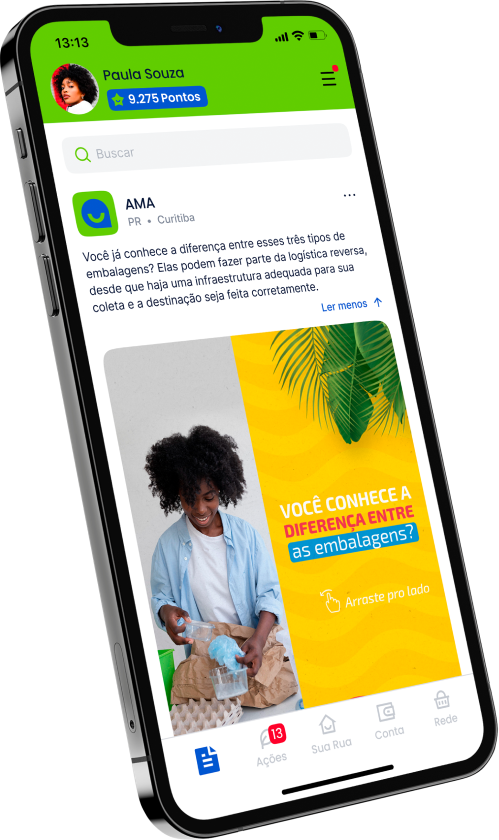 13:13
Paula Souza
9.275 Pontos
Buscar
AMA
PR • Curitiba
Você já conhece a diferença entre esses três tipos de
embalagens? Elas podem fazer parte da logística reversa,
desde que haja uma infraestrutura adequada para sua
coleta e a destinação seja feita corretamente.
Ler menos
VOCÊ CONHECE A
DIFERENÇA ENTRE
as embalagens?
Arraste pro lado
13
Ações
Sua Rua
Conta
Rede